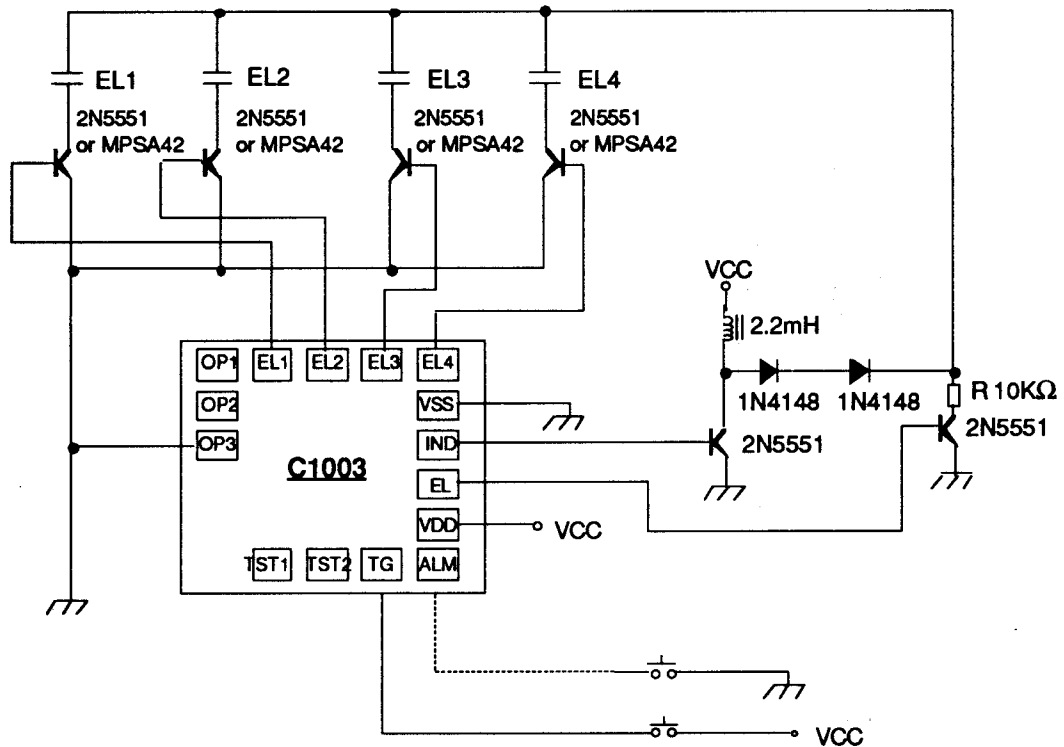 EL1
EL2
EL3
EL4
2N5551
or MPSA42
2N5551
or MPSA42
2N5551
or MPSA42
2N5551
or MPSA42
VCC
2.2mH
1N4148
1N4148
R 10KΩ
2N5551
2N5551
OP1
EL1
EL2
EL3
EL4
OP2
VSS
OP3
IND
C1003
EL
VDD
VCC
TST1
TST2
TG
ALM
VCC